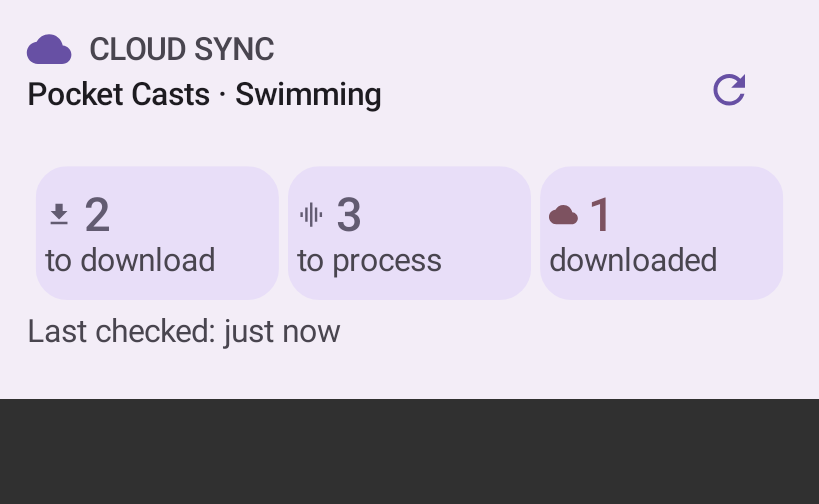 CLOUD SYNC
Pocket Casts · Swimming
2
to download
3
to process
1
downloaded
Last checked: just now